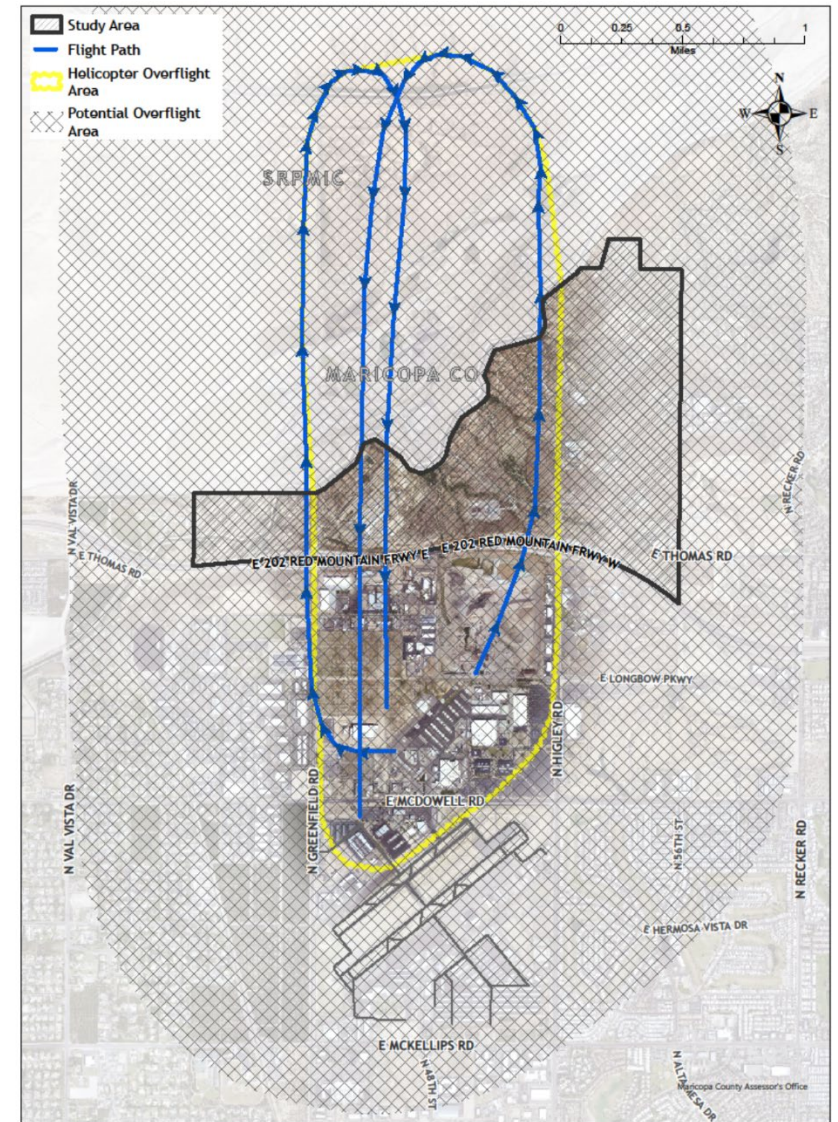 Study Area
Flight Path
Helicopter Overflight
Area
Potential Overflight
Area
0 0.25 0.5 1
Miles
N
W E
S
SRPMIC
MARICOPA CO
N VAL VISTA DR
N RECKER RD
E THOMAS RD
E 202 RED MOUNTAIN FRWY E
E 202 RED MOUNTAIN FRWY W
E THOMAS RD
E LONGBOW PKWY
N HIGLEY RD
N GREENFIELD RD
E MCDOWELL RD
N VAL VISTA DR
N 56TH ST
N RECKER RD
E HERMOSA VISTA DR
E MCKELLIPS RD
N 48TH ST
N ALTA MESA DR
Maricopa County Assessor's Office